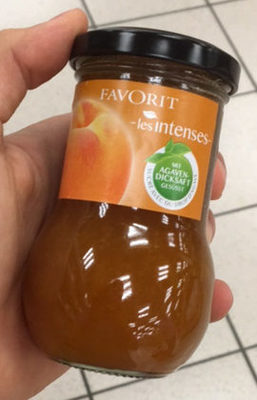 FAVORIT
-les intenses-
MIT
AGAVEN-
DICKSAFT
GESÜSST